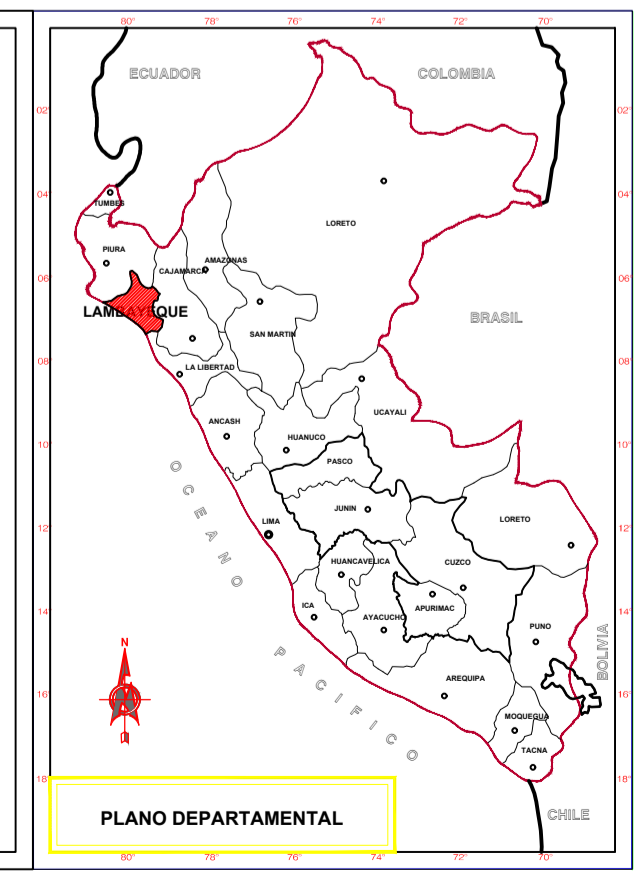 80° 78° 76° 74° 72° 70°
ECUADOR COLOMBIA
02° 02°
04° 04°
TUMBES
LORETO
PIURA
AMAZONAS
CAJAMARCA
06° 06°
LAMBAYEQUE
BRASIL
SAN MARTIN
08° 08°
LA LIBERTAD
UCAYALI
ANCASH
HUANUCO
10° 10°
PASCO
OCEANO
JUNIN
LIMA
LORETO
12° 12°
HUANCAVELICA
CUZCO
ICA
APURIMAC
14° 14°
AYACUCHO
PUNO
BOLIVIA
N
PACIFICO
AREQUIPA
16° 16°
MOQUEGUA
TACNA
18° 18°
PLANO DEPARTAMENTAL
CHILE
80° 78° 76° 74° 72° 70°